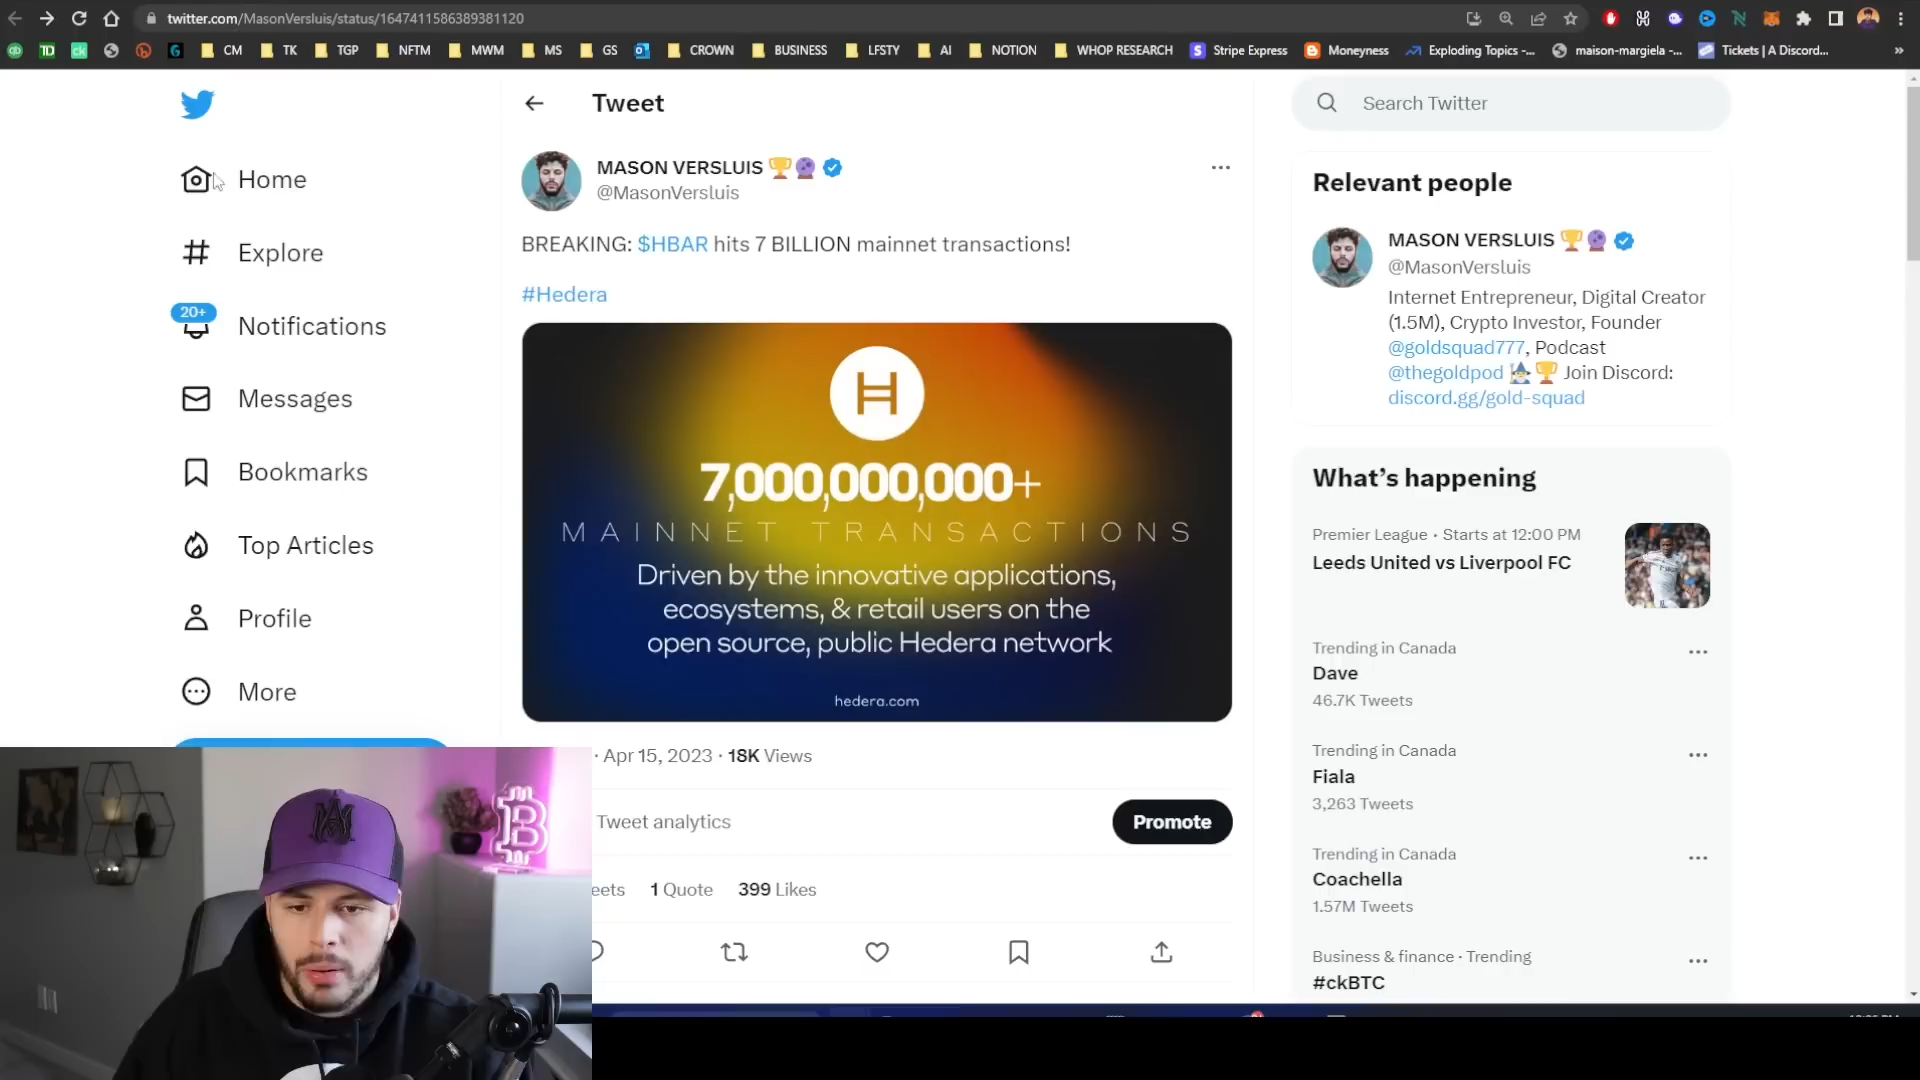 twitter.com/MasonVersluis/status/1647411586389381120
TD ck CM TK TGP NFTM MWM MS GS CROWN BUSINESS LFSTY AI NOTION WHOP RESEARCH Stripe Express Moneyness Exploding Topics -... maison-margiela -... Tickets | A Discord... »
Home
Explore
20+
Notifications
Messages
Bookmarks
Top Articles
Profile
More
Tweet
MASON VERSLUIS
@MasonVersluis
BREAKING: $HBAR hits 7 BILLION mainnet transactions!
#Hedera
H
7,000,000,000+
MAINNET TRANSACTIONS
Driven by the innovative applications,
ecosystems, & retail users on the
open source, public Hedera network
hedera.com
· Apr 15, 2023 · 18K Views
Tweet analytics
Promote
eets 1 Quote 399 Likes
Search Twitter
Relevant people
MASON VERSLUIS
@MasonVersluis
Internet Entrepreneur, Digital Creator
(1.5M), Crypto Investor, Founder
@goldsquad777, Podcast
@thegoldpod Join Discord:
discord.gg/gold-squad
What's happening
Premier League · Starts at 12:00 PM
Leeds United vs Liverpool FC
Trending in Canada
Dave
46.7K Tweets
Trending in Canada
Fiala
3,263 Tweets
Trending in Canada
Coachella
1.57M Tweets
Business & finance · Trending
#ckBTC